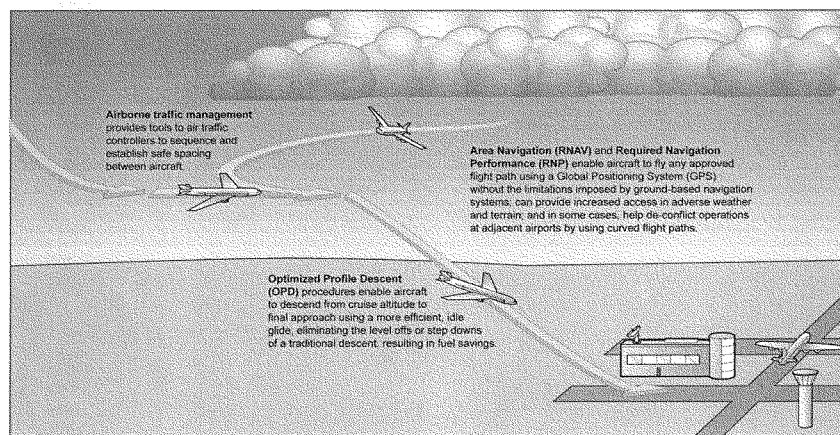 Airborne traffic management
provides tools to air traffic
controllers to sequence and
establish safe spacing
between aircraft.
Area Navigation (RNAV) and Required Navigation
Performance (RNP) enable aircraft to fly any approved
flight path using a Global Positioning System (GPS)
without the limitations imposed by ground-based navigation
systems; can provide increased access in adverse weather
and terrain; and in some cases, help de-conflict operations
at adjacent airports by using curved flight paths.
Optimized Profile Descent
(OPD) procedures enable aircraft
to descend from cruise altitude to
final approach using a more efficient, idle
glide, eliminating the level offs or step downs
of a traditional descent, resulting in fuel savings.